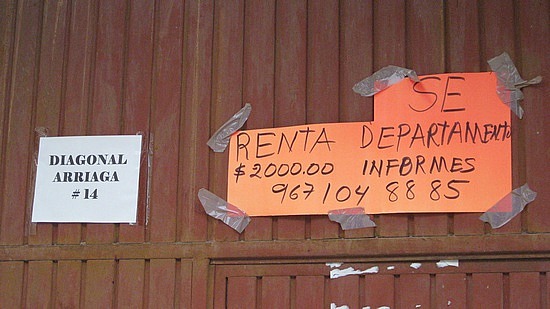 DIAGONAL
ARRIAGA
# 14
SE
RENTA DEPARTAMENTO
$2000.00 INFORMES
967 104 88 85